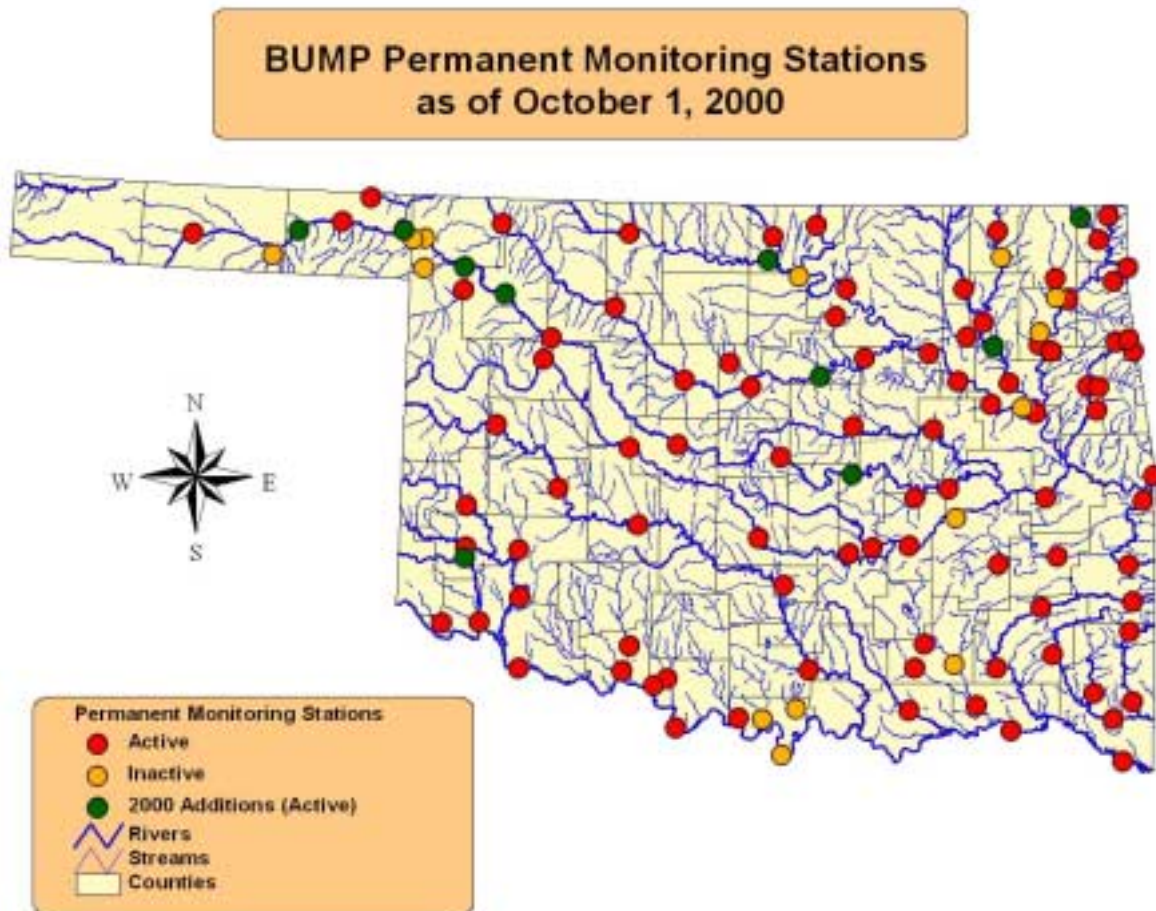 BUMP Permanent Monitoring Stations
as of October 1, 2000
N
W E
S
Permanent Monitoring Stations
Active
Inactive
2000 Additions (Active)
Rivers
Streams
Counties